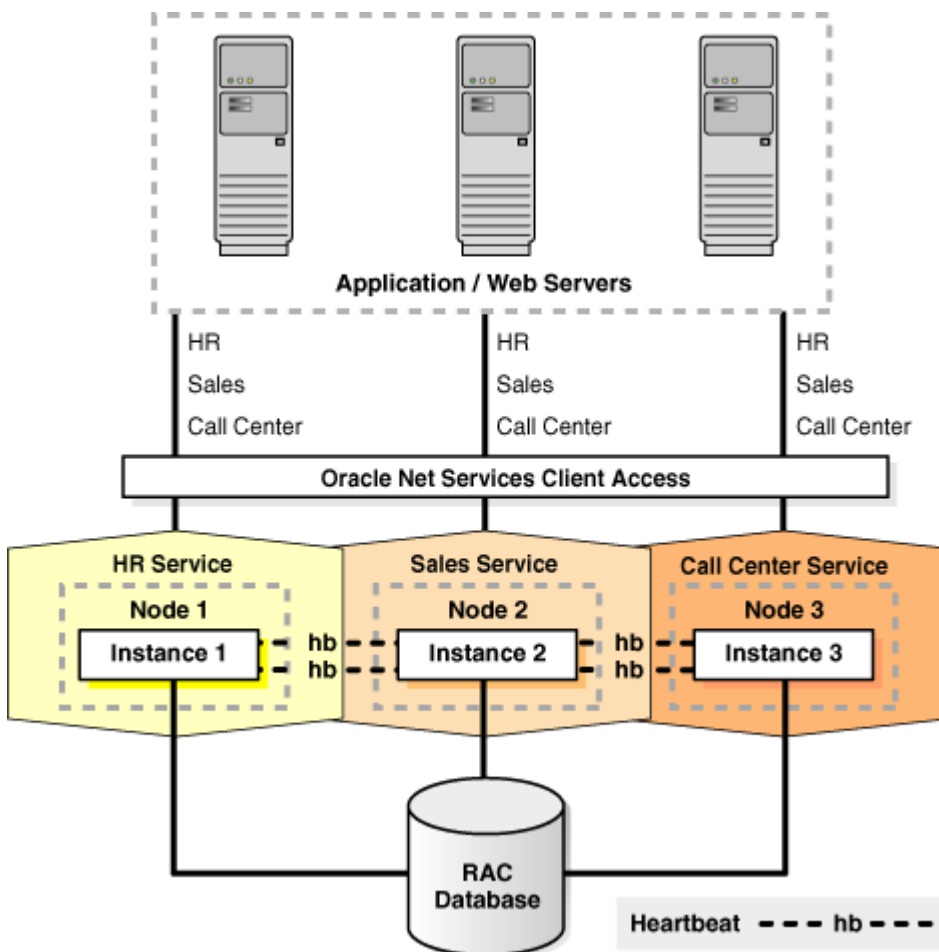 Application / Web Servers
HR
Sales
Call Center
HR
Sales
Call Center
HR
Sales
Call Center
Oracle Net Services Client Access
HR Service
Sales Service
Call Center Service
Node 1
Node 2
Node 3
Instance 1
hb
hb
Instance 2
hb
hb
Instance 3
RAC
Database
Heartbeat hb